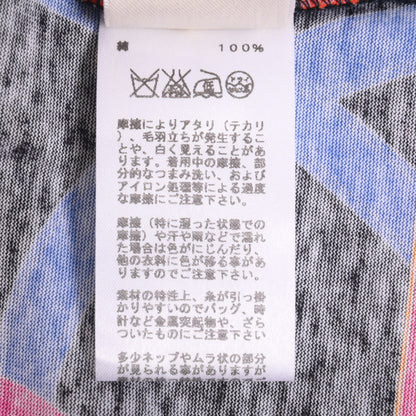 綿 100%
摩擦によりアタリ（テカリ
）、毛羽立ちが発生するこ
とや、白く見えることが
あります。着用中の摩擦、部
分的なつまみ洗い、および
アイロン処理等による過度
な摩擦にご注意下さい。
摩擦（特に湿った状態での
摩擦）や汗や雨などで濡れ
た場合は色がにじんだり、
他の衣料に色が移る事があ
りますのでご注意下さい。
素材の特性上、糸が引っ掛
かりやすいのでバッグ、時
計など金属突起物や、ざら
ついたものにご注意下さい
多少ネップやムラ状の部分
が見られる事がありますが